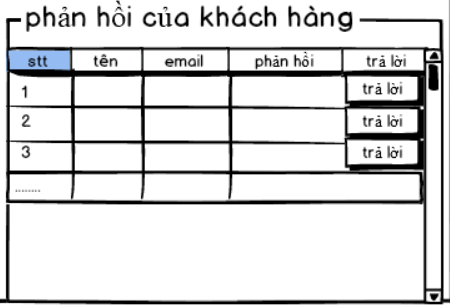 phản hồi của khách hàng
stt tên email phản hồi trả lời
1 trả lời
2 trả lời
3 trả lời
........